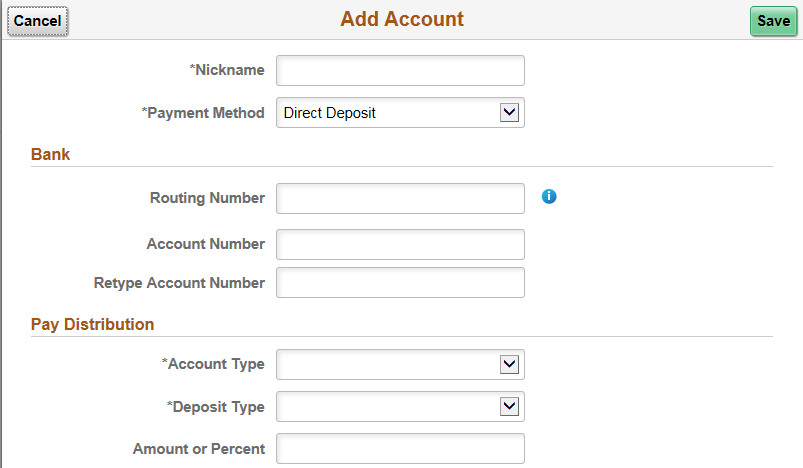 Cancel Add Account Save
*Nickname
*Payment Method Direct Deposit
Bank
Routing Number i
Account Number
Retype Account Number
Pay Distribution
*Account Type
*Deposit Type
Amount or Percent